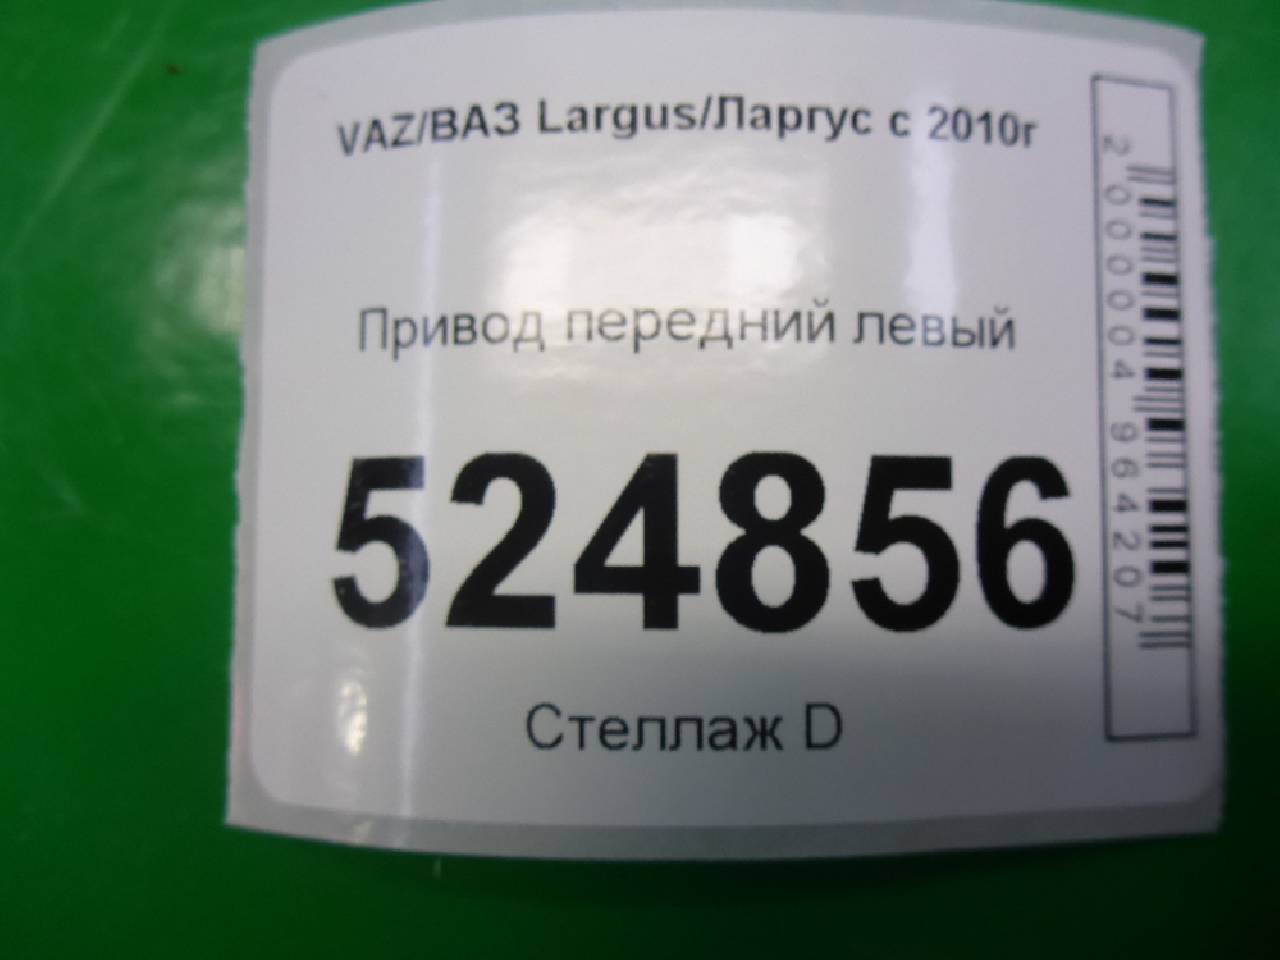 VAZ/ВАЗ Largus/Ларгус с 2010г
Привод передний левый
524856
Стеллаж D
2000004964207